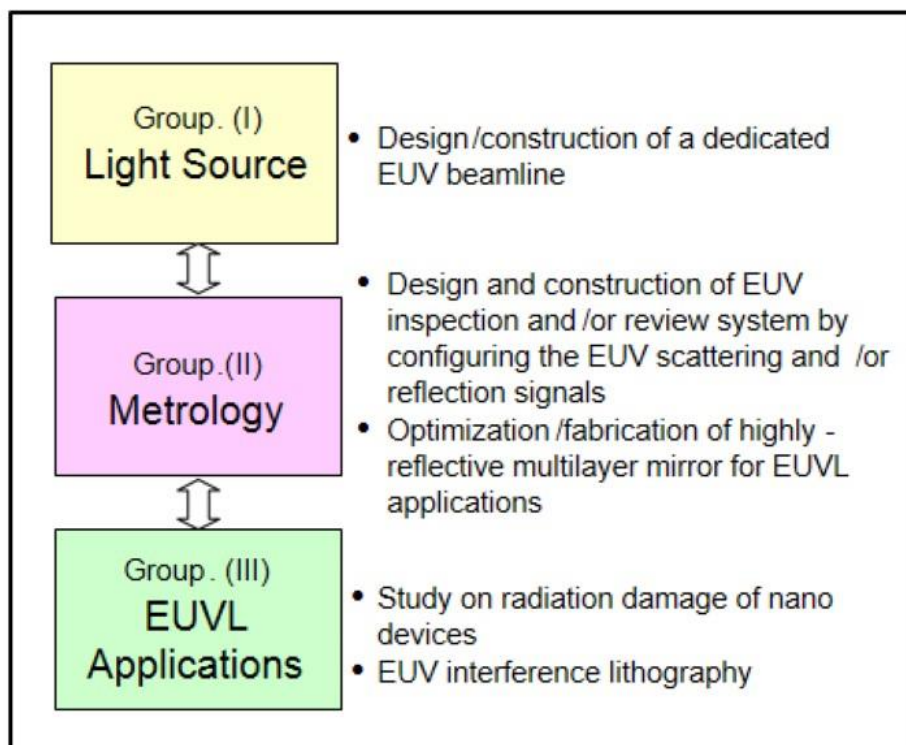 Group. (I)
Light Source
• Design/construction of a dedicated
EUV beamline
Group.(II)
Metrology
• Design and construction of EUV
inspection and /or review system by
configuring the EUV scattering and /or
reflection signals
• Optimization/fabrication of highly -
reflective multilayer mirror for EUVL
applications
Group. (III)
EUVL
Applications
• Study on radiation damage of nano
devices
• EUV interference lithography